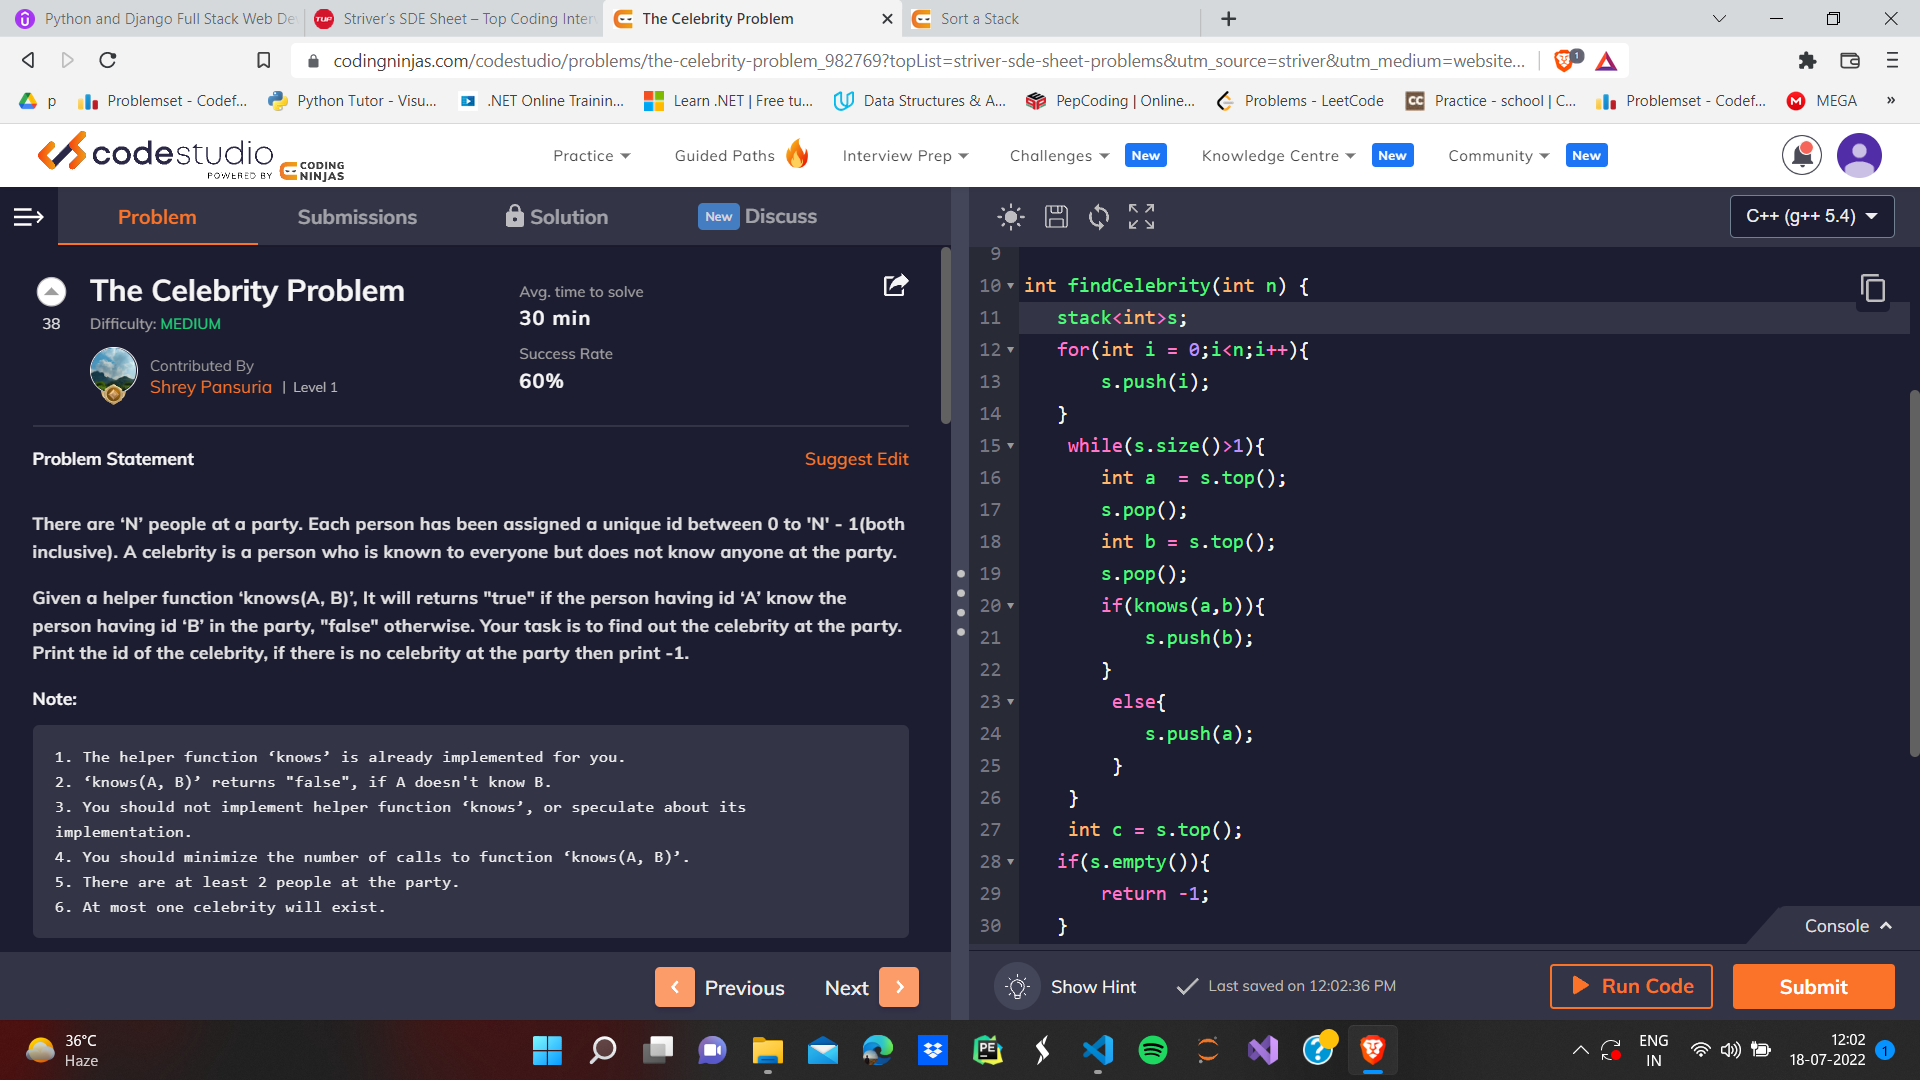 Python and Django Full Stack Web De
Striver's SDE Sheet – Top Coding Inter
The Celebrity Problem
Sort a Stack
codingninjas.com/codestudio/problems/the-celebrity-problem_982769?topList=striver-sde-sheet-problems&utm_source=striver&utm_medium=website...
1
p
Problemset - Codef...
Python Tutor - Visu...
.NET Online Trainin...
Learn .NET | Free tu...
Data Structures & A...
PepCoding | Online...
Problems - LeetCode
CC
Practice - school | C...
Problemset - Codef...
M
MEGA
»
codestudio
POWERED BY
CODING
NINJAS
Practice
Guided Paths
Interview Prep
Challenges
New
Knowledge Centre
New
Community
New
Problem
Submissions
Solution
New
Discuss
C++ (g++ 5.4)
38
The Celebrity Problem
Difficulty: MEDIUM
Contributed By
Shrey Pansuria | Level 1
Avg. time to solve
30 min
Success Rate
60%
Problem Statement
Suggest Edit
There are ‘N’ people at a party. Each person has been assigned a unique id between 0 to 'N' - 1(both
inclusive). A celebrity is a person who is known to everyone but does not know anyone at the party.
Given a helper function ‘knows(A, B)’, It will returns "true" if the person having id ‘A’ know the
person having id ‘B’ in the party, "false" otherwise. Your task is to find out the celebrity at the party.
Print the id of the celebrity, if there is no celebrity at the party then print -1.
Note:
1. The helper function ‘knows’ is already implemented for you.
2. ‘knows(A, B)’ returns "false", if A doesn't know B.
3. You should not implement helper function ‘knows’, or speculate about its
implementation.
4. You should minimize the number of calls to function ‘knows(A, B)’.
5. There are at least 2 people at the party.
6. At most one celebrity will exist.
Previous
Next
9
10 int findCelebrity(int n) {
11 stack<int>s;
12 for(int i = 0;i<n;i++){
13 s.push(i);
14 }
15 while(s.size()>1){
16 int a  = s.top();
17 s.pop();
18 int b = s.top();
19 s.pop();
20 if(knows(a,b)){
21 s.push(b);
22 }
23 else{
24 s.push(a);
25 }
26 }
27 int c = s.top();
28 if(s.empty()){
29 return -1;
30 }
Console
Show Hint
Last saved on 12:02:36 PM
Run Code
Submit
36°C
Haze
PE
ENG
IN
12:02
18-07-2022
1